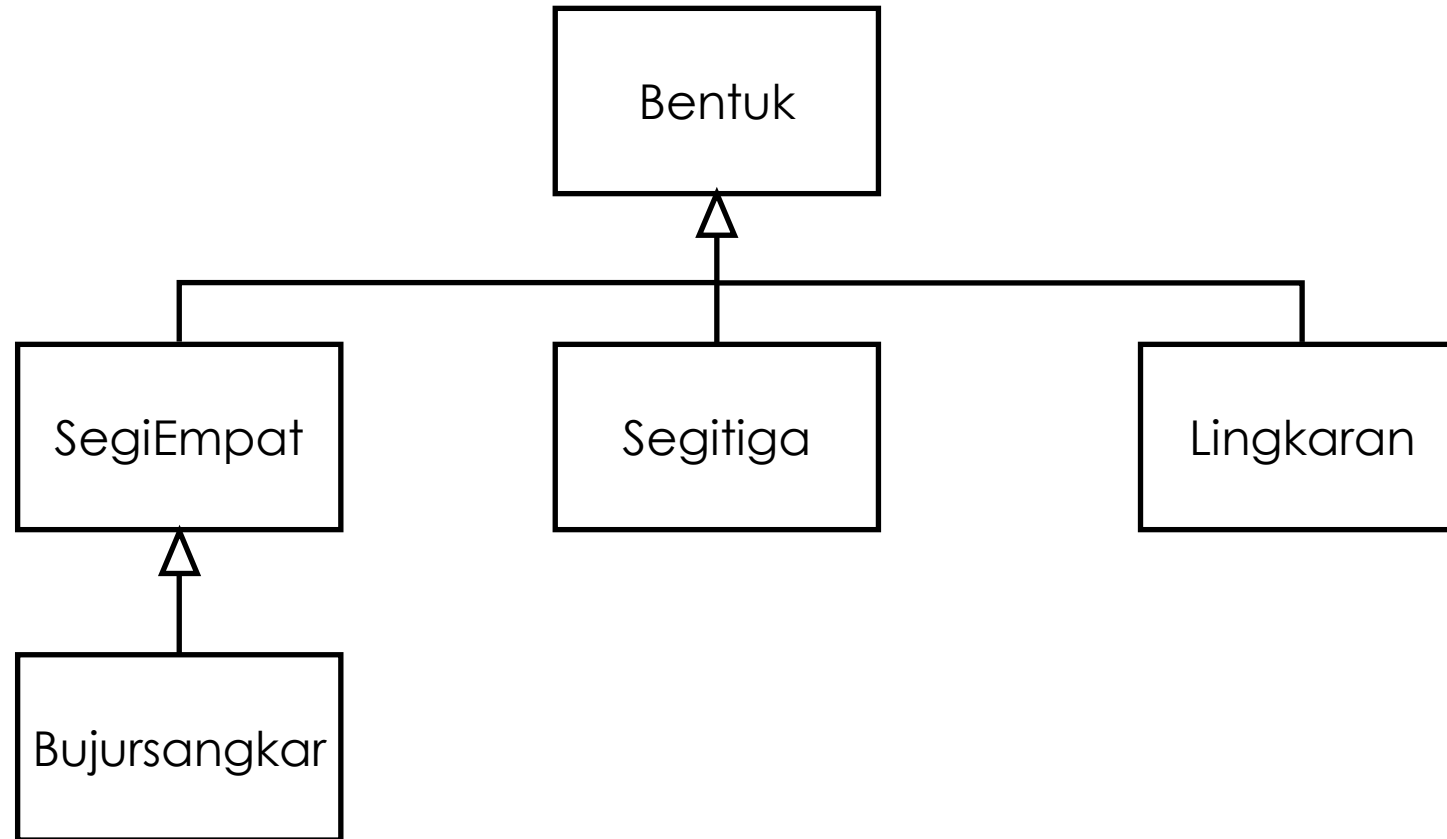 Bentuk
SegiEmpat
Segitiga
Lingkaran
Bujursangkar